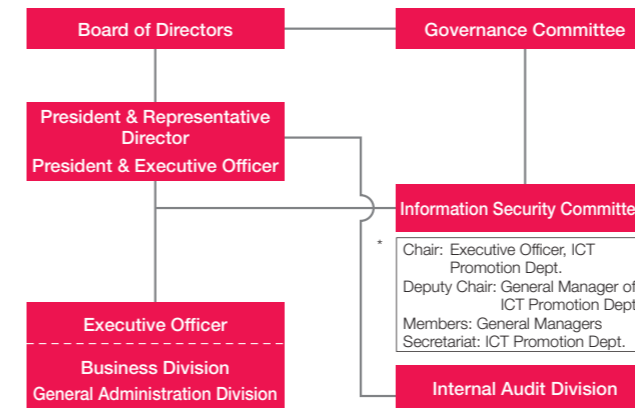 Board of Directors
Governance Committee
President & Representative
Director
President & Executive Officer
Information Security Committe
*
Chair: Executive Officer, ICT
Promotion Dept.
Deputy Chair: General Manager of
ICT Promotion Dept
Members: General Managers
Secretariat: ICT Promotion Dept.
Executive Officer
Business Division
General Administration Division
Internal Audit Division